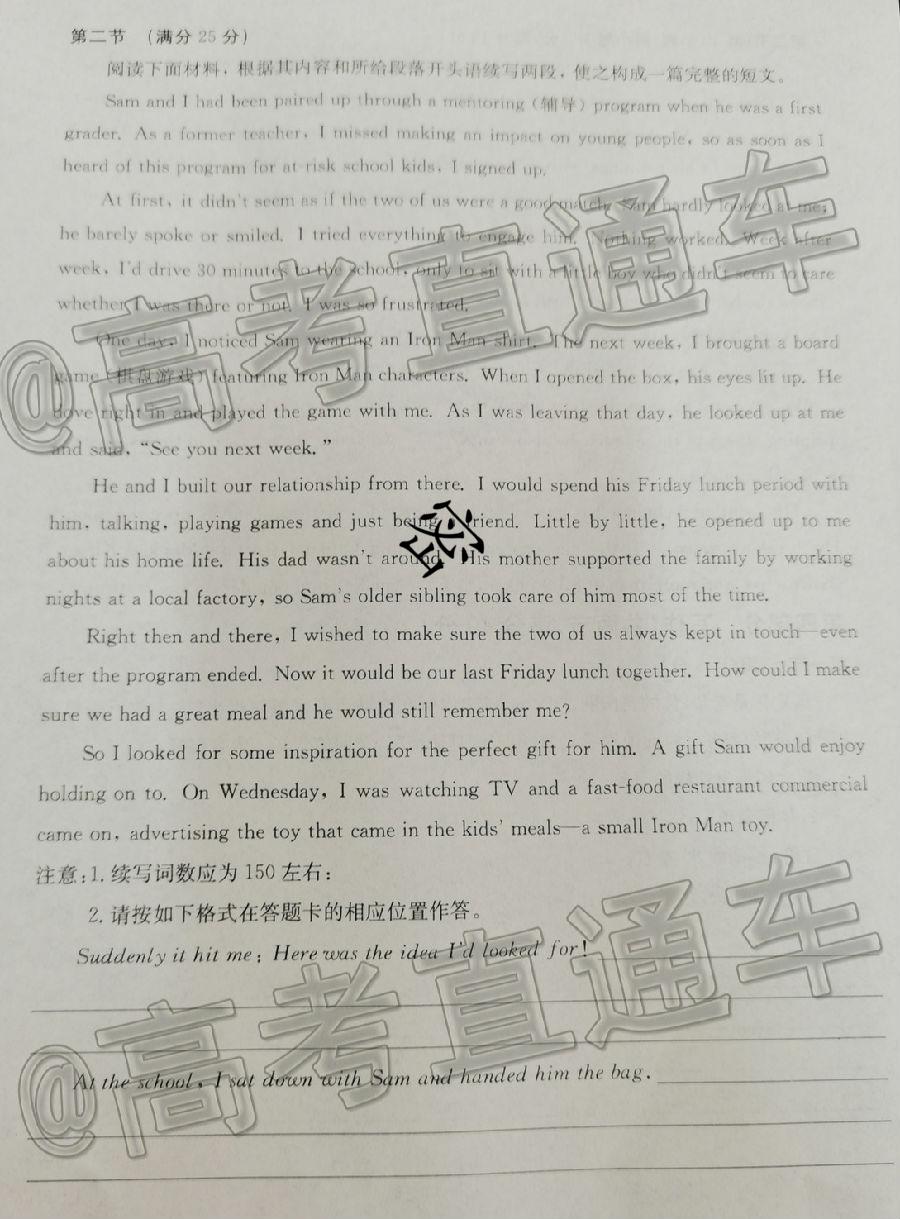 第二节 （满分 25 分）
阅读下面材料，根据其内容和所给段落开头语续写两段，使之构成一篇完整的短文。
Sam and I had been paired up through a mentoring (辅导) program when he was a first
grader. As a former teacher, I missed making an impact on young people, so as soon as I
heard of this program for at-risk school kids, I signed up.
At first, it didn't seem as if the two of us were a good match. Sam hardly looked at me;
he barely spoke or smiled. I tried everything to engage him. Nothing worked. Week after
week, I'd drive 30 minutes to the school, only to sit with a little boy who didn't seem to care
whether I was there or not. I was so frustrated.
One day, I noticed Sam wearing an Iron Man shirt. The next week, I brought a board
game (棋盘游戏) featuring Iron Man characters. When I opened the box, his eyes lit up. He
dove right in and played the game with me. As I was leaving that day, he looked up at me
and said, “See you next week.”
He and I built our relationship from there. I would spend his Friday lunch period with
him, talking, playing games and just being friend. Little by little, he opened up to me
about his home life. His dad wasn't around. His mother supported the family by working
nights at a local factory, so Sam's older sibling took care of him most of the time.
Right then and there, I wished to make sure the two of us always kept in touch—even
after the program ended. Now it would be our last Friday lunch together. How could I make
sure we had a great meal and he would still remember me?
So I looked for some inspiration for the perfect gift for him. A gift Sam would enjoy
holding on to. On Wednesday, I was watching TV and a fast-food restaurant commercial
came on, advertising the toy that came in the kids' meals—a small Iron Man toy.
注意:1. 续写词数应为 150 左右；
2. 请按如下格式在答题卡的相应位置作答。
Suddenly it hit me: Here was the idea I'd looked for!
At the school, I sat down with Sam and handed him the bag.
@高考直通车
@高考直通车
密